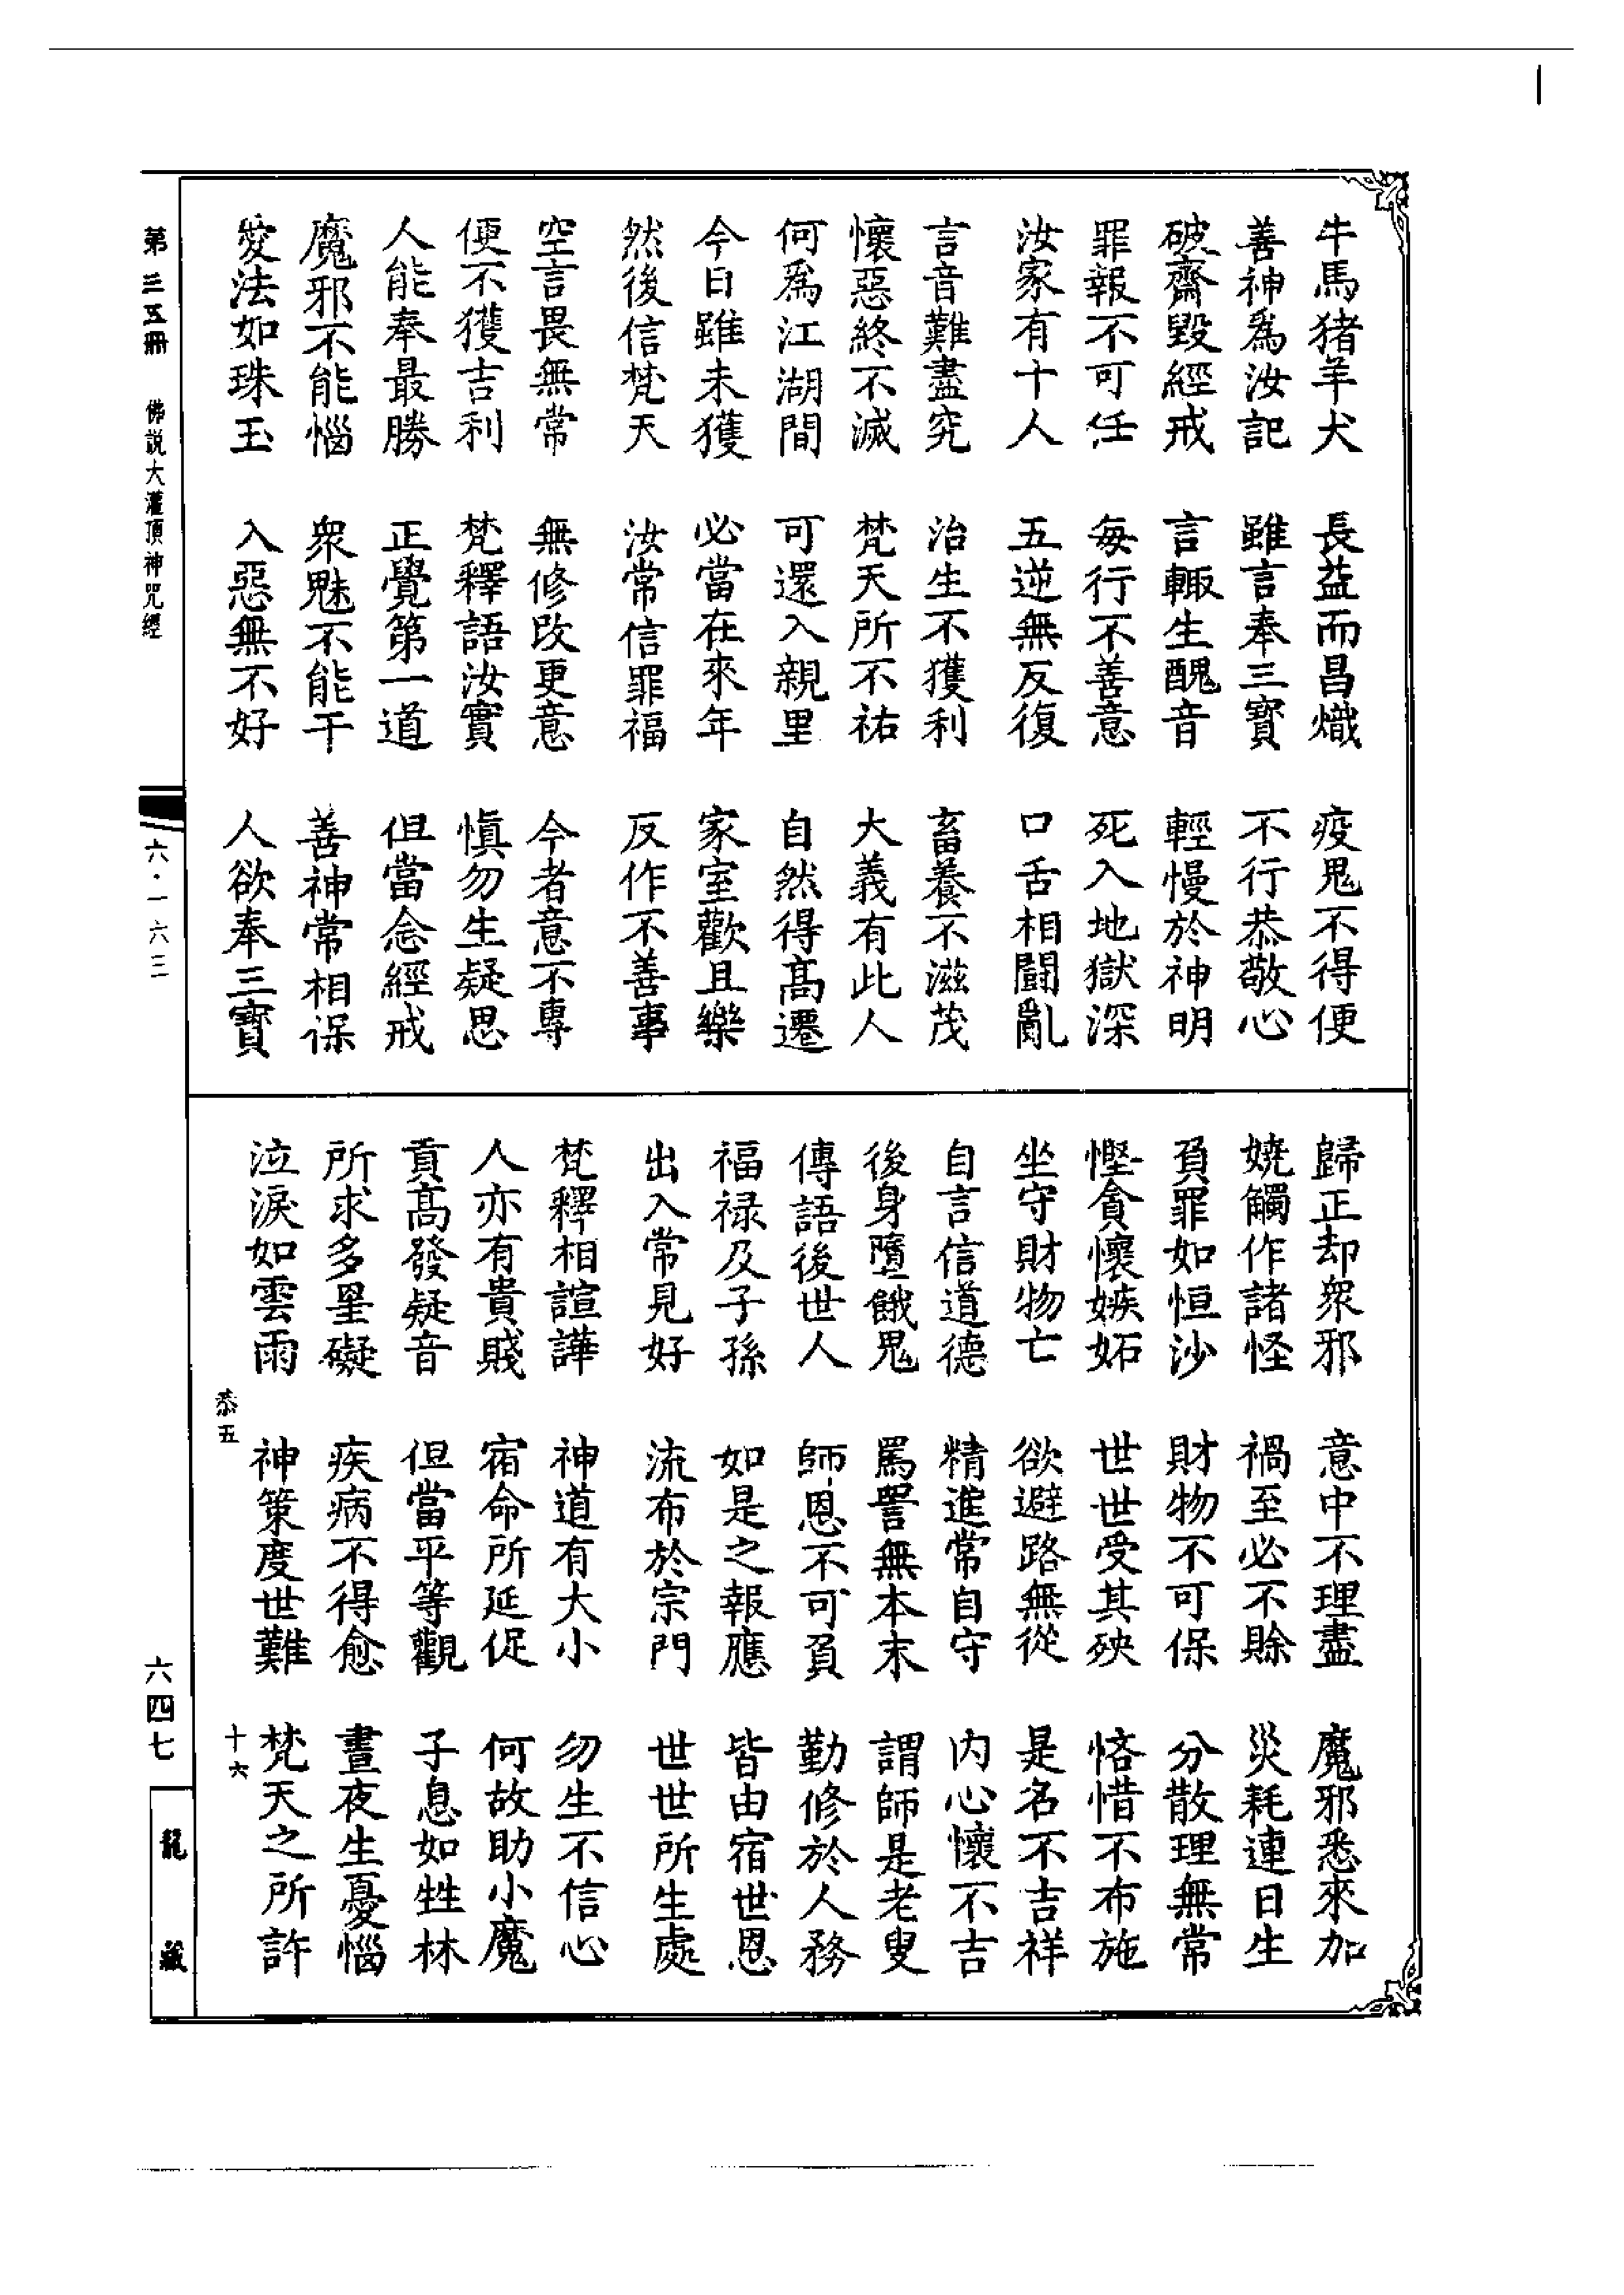 牛馬猪羊犬　長益而昌熾　疫鬼不得便
善神爲汝記　雖言奉三寶　不行恭敬心
破齋毀經戒　言輙生醜音　輕慢於神明
罪報不可任　每行不善意　死入地獄深
汝家有十人　五逆無反復　口舌相鬬亂
言音難盡究　治生不獲利　畜養不滋茂
懷惡終不滅　梵天所不祐　大義有此人
何爲江湖間　可還入親里　自然得髙遷
今日雖未獲　必當在來年　家室歡且樂
然後信梵天　汝常信罪福　反作不善事
空言畏無常　無修改更意　今者意不專
便不獲吉利　梵釋語汝實　愼勿生疑思
人能奉最勝　正覺第一道　但當念經戒
魔邪不能惱　衆魅不能干　善神常相保
愛法如珠玉　入惡無不好　人欲奉三寶
歸正却衆邪　意中不理盡　魔邪悉來加
嬈觸作諸怪　禍至必不賖　災耗連日生
負罪如恒沙　財物不可保　分散理無常
慳貪懷嫉妬　世世受其殃　悋惜不布施
坐守財物亡　欲避路無從　是名不吉祥
自言信道德　精進常自守　内心懷不吉
後身墮餓鬼　罵詈無本末　謂師是老叟
傳語後世人　師恩不可負　勤修於人務
福禄及子孫　如是之報應　皆由宿世恩
出入常見好　流布於宗門　世世所生處
梵釋相諠譁　神道有大小　勿生不信心
人亦有貴賤　宿命所延促　何故助小魔
貢髙發疑音　但當平等觀　子息如甡林
所求多罣礙　疾病不得愈　晝夜生憂惱
泣淚如雲雨　神策度世難　梵天之所許
恭五　十六
第三五冊　佛説大灌頂神咒經
六·一六三
六四七
龍藏